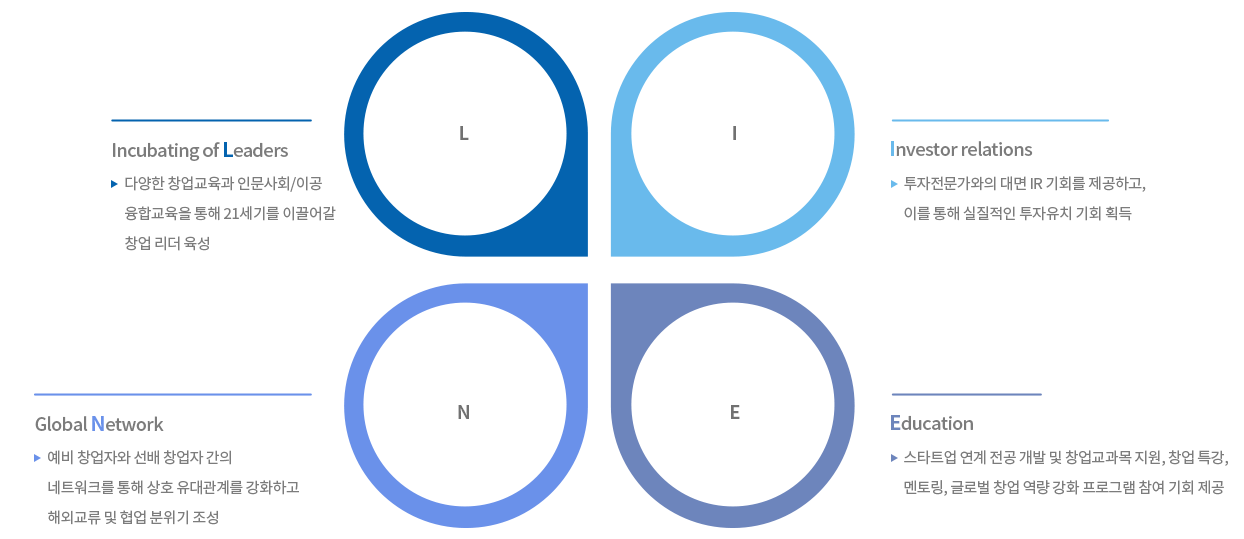 L
Incubating of Leaders
다양한 창업교육과 인문사회/이공
융합교육을 통해 21세기를 이끌어갈
창업 리더 육성
I
Investor relations
투자전문가와의 대면 IR 기회를 제공하고,
이를 통해 실질적인 투자유치 기회 획득
N
Global Network
예비 창업자와 선배 창업자 간의
네트워크를 통해 상호 유대관계를 강화하고
해외교류 및 협업 분위기 조성
E
Education
스타트업 연계 전공 개발 및 창업교과목 지원, 창업 특강,
멘토링, 글로벌 창업 역량 강화 프로그램 참여 기회 제공